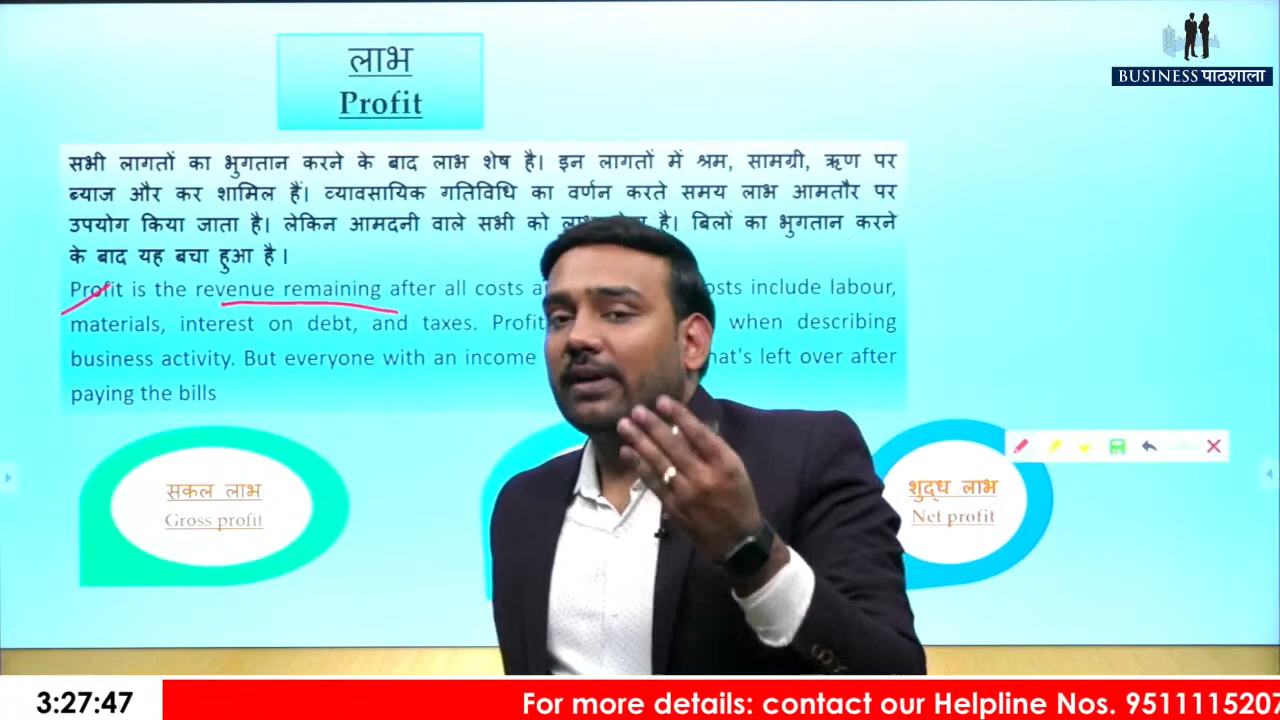 लाभ
Profit
BUSINESS पाठशाला
सभी लागतों का भुगतान करने के बाद लाभ शेष है। इन लागतों में श्रम, सामग्री, ऋण पर
ब्याज और कर शामिल हैं। व्यावसायिक गतिविधि का वर्णन करते समय लाभ आमतौर पर
उपयोग किया जाता है। लेकिन आमदनी वाले सभी को है। बिलों का भुगतान करने
के बाद यह बचा हुआ है ।
Profit is the revenue remaining after all costs include labour,
materials, interest on debt, and taxes. Profit when describing
business activity. But everyone with an income left over after
paying the bills
सकल लाभ
Gross profit
शुद्ध लाभ
Net profit
3:27:47
For more details: contact our Helpline Nos. 9511115207